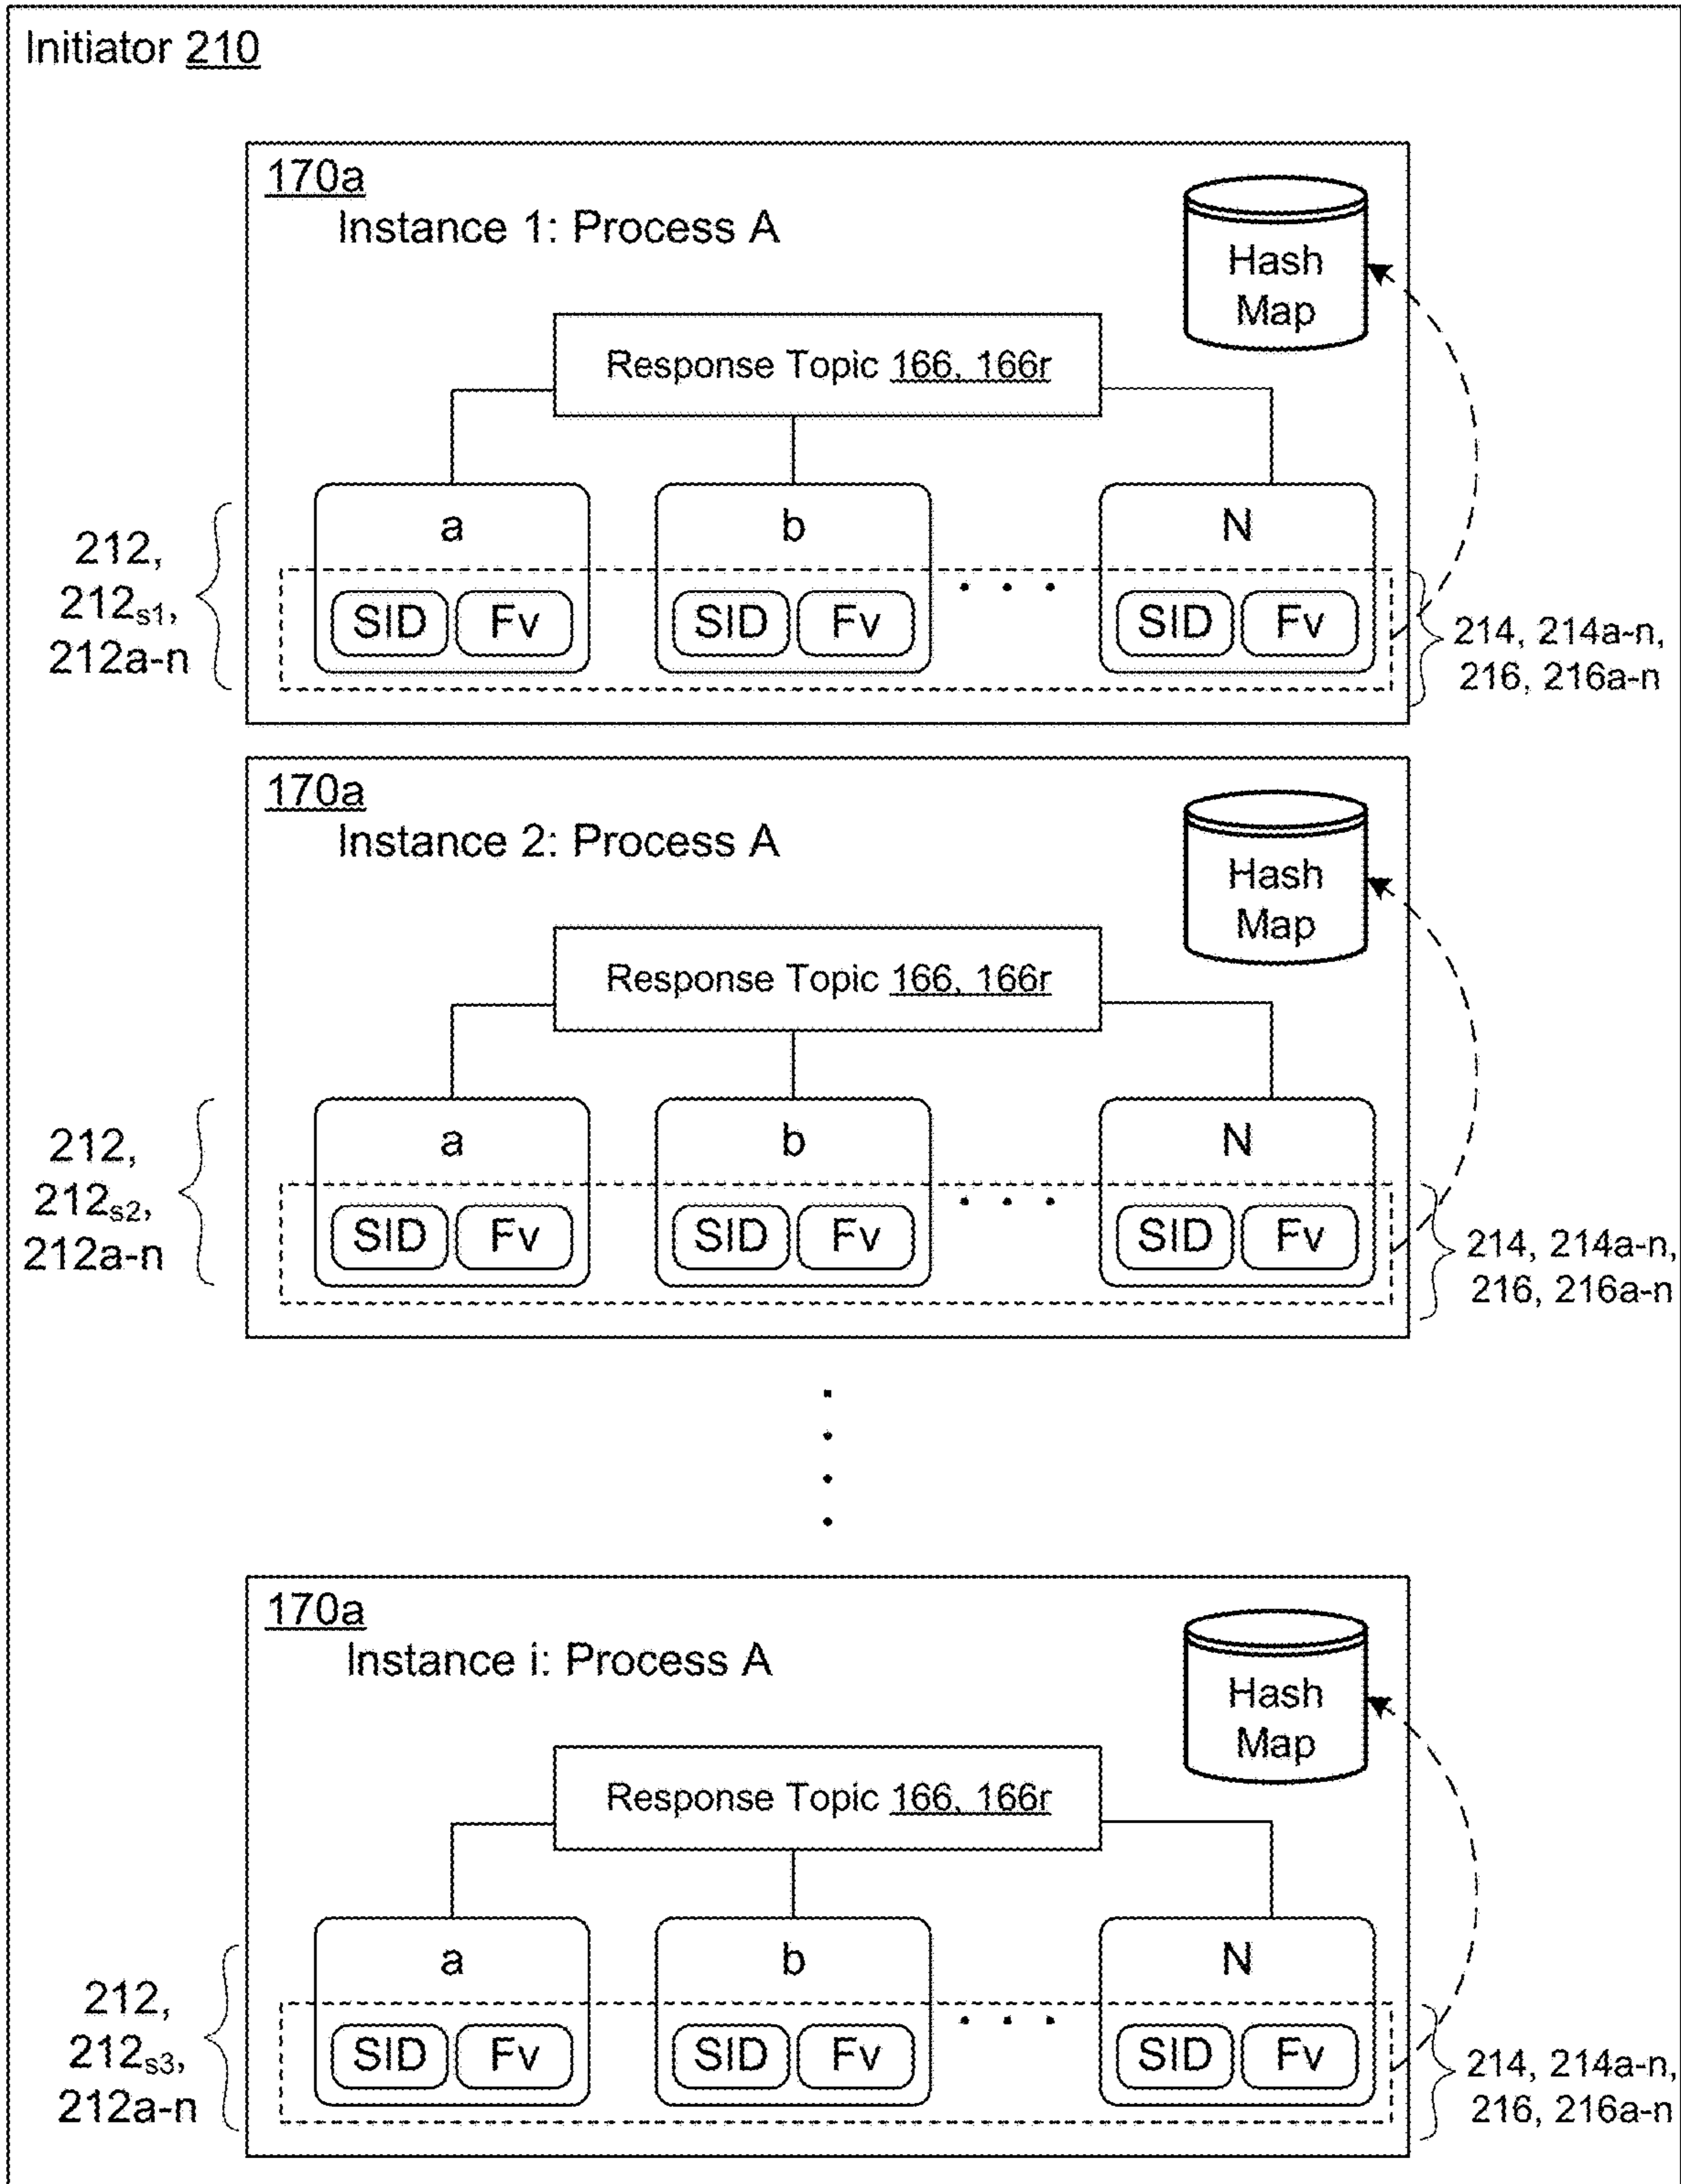 Initiator 210
170a
Instance 1: Process A
Hash
Map
Response Topic 166, 166r
a
b
N
SID Fv
SID Fv
. . .
SID Fv
212,
212s1,
212a-n
214, 214a-n,
216, 216a-n
170a
Instance 2: Process A
Hash
Map
Response Topic 166, 166r
a
b
N
SID Fv
SID Fv
. . .
SID Fv
212,
212s2,
212a-n
214, 214a-n,
216, 216a-n
170a
Instance i: Process A
Hash
Map
Response Topic 166, 166r
a
b
N
SID Fv
SID Fv
. . .
SID Fv
212,
212s3,
212a-n
214, 214a-n,
216, 216a-n